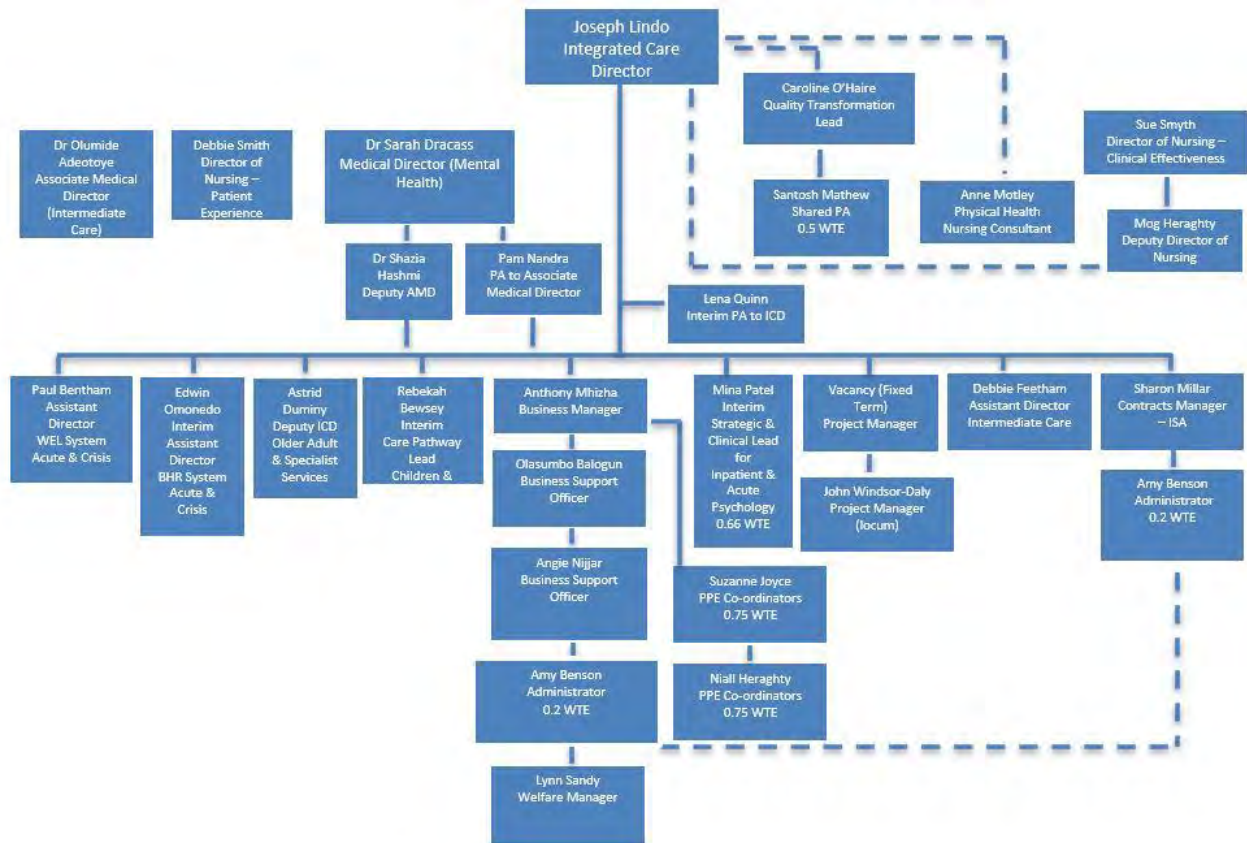 Joseph Lindo
Integrated Care
Director
Caroline O'Haire
Quality Transformation
Lead
Sue Smyth
Director of Nursing –
Clinical Effectiveness
Dr Olumide
Adeotoye
Associate Medical
Director
(Intermediate Care)
Debbie Smith
Director of
Nursing –
Patient
Experience
Dr Sarah Dracass
Medical Director (Mental
Health)
Santosh Mathew
Shared PA
0.5 WTE
Anne Motley
Physical Health
Nursing Consultant
Mog Heraghty
Deputy Director of
Nursing
Dr Shazia
Hashmi
Deputy AMD
Pam Nandra
PA to Associate
Medical Director
Lena Quinn
Interim PA to ICD
Paul Bentham
Assistant
Director
WEL System
Acute & Crisis
Edwin
Omonedo
Interim
Assistant
Director
BHR System
Acute &
Crisis
Astrid
Duminy
Deputy ICD
Older Adult
& Specialist
Services
Rebekah
Bewsey
Interim
Care Pathway
Lead
Children &
Anthony Mhizha
Business Manager
Mina Patel
Interim
Strategic &
Clinical Lead
for
Inpatient &
Acute
Psychology
0.66 WTE
Vacancy (Fixed
Term)
Project Manager
Debbie Feetham
Assistant Director
Intermediate Care
Sharon Millar
Contracts Manager
– ISA
Olasumbo Balogun
Business Support
Officer
John Windsor-Daly
Project Manager
(locum)
Amy Benson
Administrator
0.2 WTE
Angie Nijjar
Business Support
Officer
Suzanne Joyce
PPE Co-ordinators
0.75 WTE
Amy Benson
Administrator
0.2 WTE
Niall Heraghty
PPE Co-ordinators
0.75 WTE
Lynn Sandy
Welfare Manager